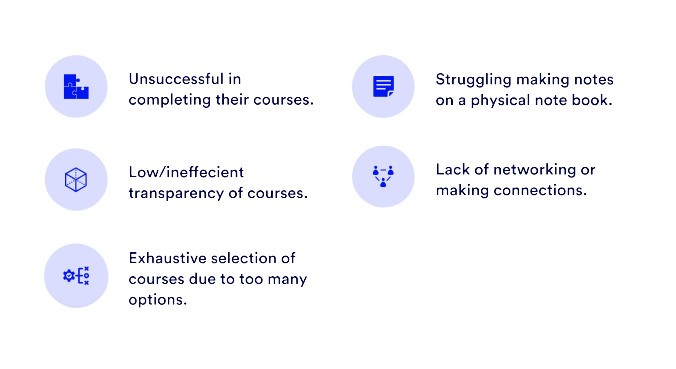 Unsuccessful in
completing their courses.
Low/ineffecient
transparency of courses.
Exhaustive selection of
courses due to too many
options.
Struggling making notes
on a physical note book.
Lack of networking or
making connections.